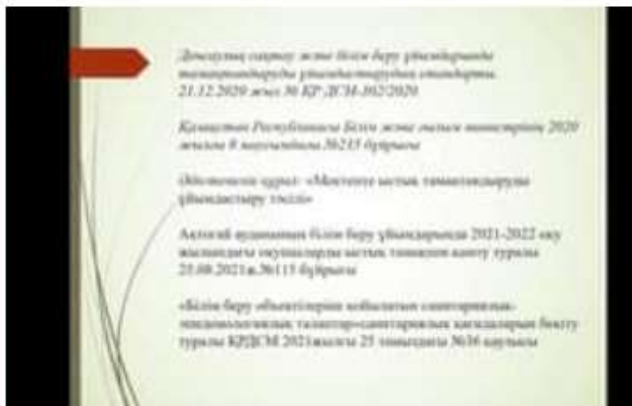 Денсаулық сақтау және білім беру ұйымдарында
тамақтандыруды ұйымдастырудың стандарты.
21.12.2020 жыл № ҚР ДСМ-302/2020
Қазақстан Республикасы Білім және ғылым министрінің 2020
жылғы 8 маусымдағы №235 бұйрығы
Әдістемелік құрал: «Мектепте ыстық тамақтандыруды
ұйымдастыру тәсілі»
Ақтоғай ауданының білім беру ұйымдарында 2021-2022 оқу
жылындағы оқушыларды ыстық тамақпен қамту туралы
25.08.2021ж.№115 бұйрығы
«Білім беру объектілеріне қойылатын санитариялық-
эпидемиологиялық талаптар»санитариялық қағидаларын бекіту
туралы ҚРДСМ 2021жылғы 25 тамыздағы №36 қаулысы